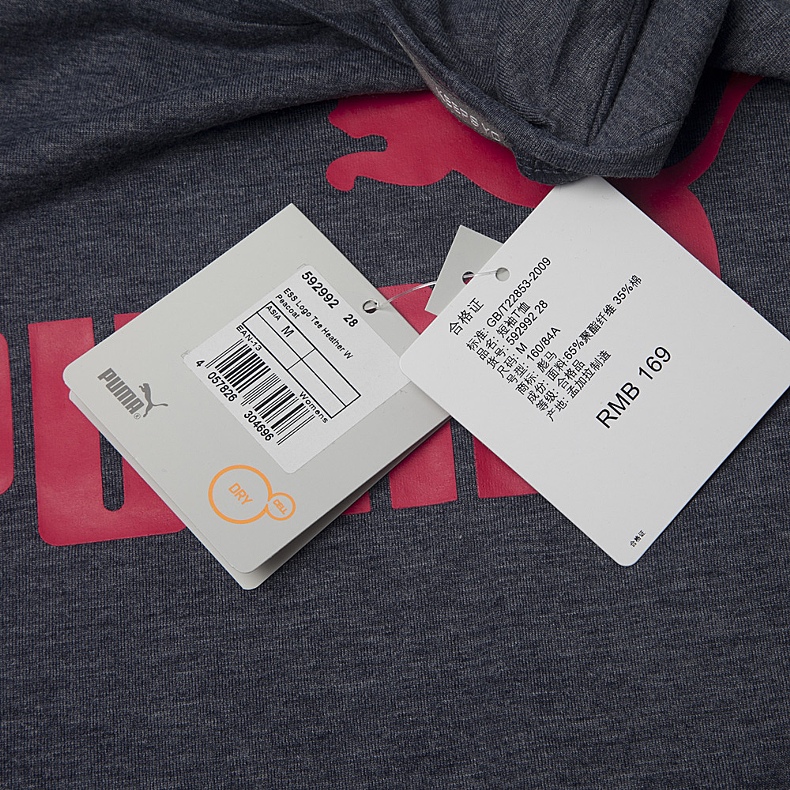 592992 28
ESS Logo Tee Heather W
Peacoat
ASIA M
EAN-13
4 057826 304696
Womens
PUMA
DRY
CELL
合格证
标准: GB/T22853-2009
品名: 短袖T恤
货号: 592992 28
尺码: M
号型: 160/84A
商标: 彪马
成份: 面料:65%聚酯纤维 35%棉
等级: 合格品
产地: 孟加拉制造
RMB 169
合格证